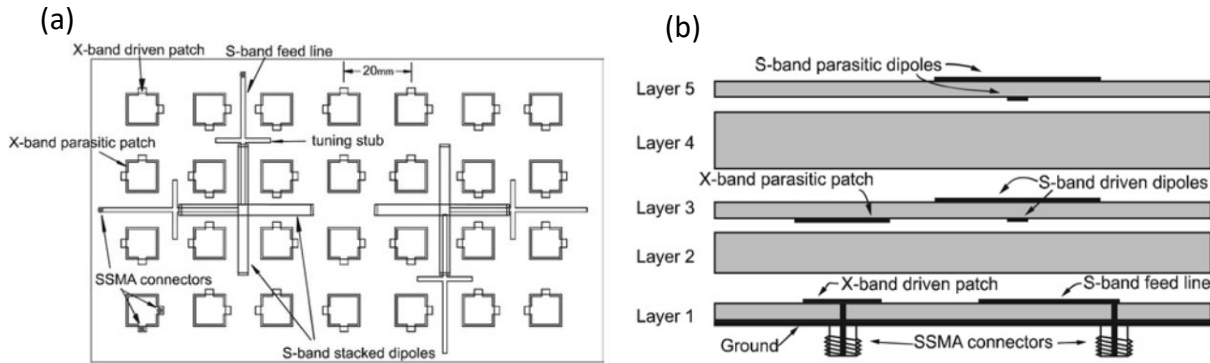 (a)
X-band driven patch
S-band feed line
20mm
tuning stub
X-band parasitic patch
SSMA connectors
S-band stacked dipoles
(b)
S-band parasitic dipoles
Layer 5
Layer 4
X-band parasitic patch
S-band driven dipoles
Layer 3
Layer 2
X-band driven patch
S-band feed line
Layer 1
Ground
SSMA connectors